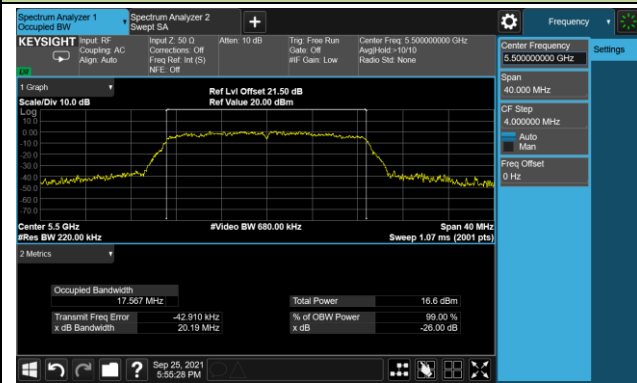 Spectrum Analyzer 1
Occupied BW
Spectrum Analyzer 2
Swept SA
+
Frequency
KEYSIGHT
Input: RF
Coupling: AC
Align: Auto
Input Z: 50 Ω
Corrections: Off
Freq Ref: Int (S)
NFE: Off
Atten: 10 dB
Trig: Free Run
Gate: Off
#IF Gain: Low
Center Freq: 5.500000000 GHz
Avg|Hold:>10/10
Radio Std: None
Center Frequency
5.500000000 GHz
Settings
Span
40.000 MHz
CF Step
4.000000 MHz
Auto
Man
Freq Offset
0 Hz
1 Graph
Scale/Div 10.0 dB
Ref Lvl Offset 21.50 dB
Ref Value 20.00 dBm
Log
10.0
0.00
-10.0
-20.0
-30.0
-40.0
-50.0
-60.0
-70.0
Center 5.5 GHz
#Res BW 220.00 kHz
#Video BW 680.00 kHz
Span 40 MHz
Sweep 1.07 ms (2001 pts)
2 Metrics
Occupied Bandwidth
17.567 MHz
Total Power
16.6 dBm
Transmit Freq Error
-42.910 kHz
% of OBW Power
99.00 %
x dB Bandwidth
20.19 MHz
x dB
-26.00 dB
?
Sep 25, 2021
5:55:28 PM